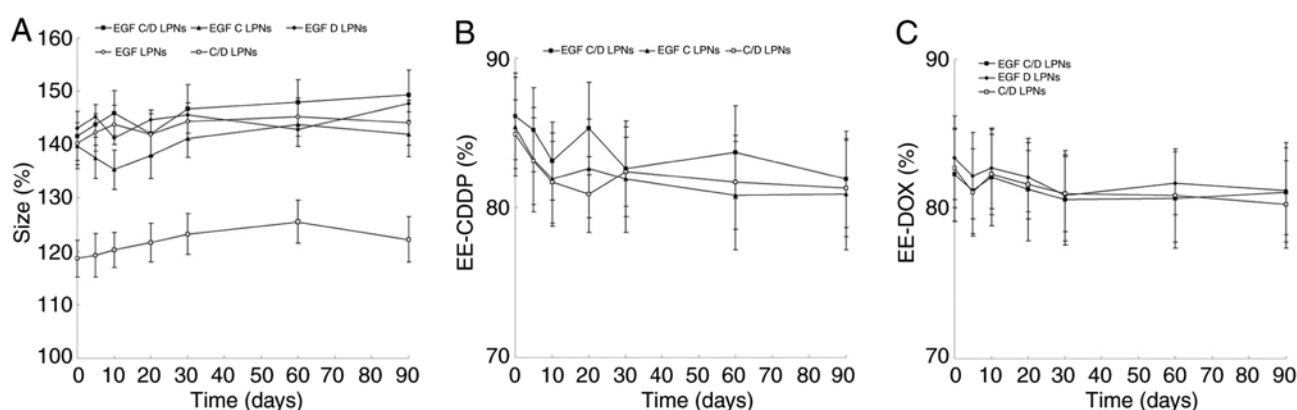 A
EGF C/D LPNs EGF C LPNs EGF D LPNs
EGF LPNs C/D LPNs
160
150
140
130
120
110
100
Size (%)
0 10 20 30 40 50 60 70 80 90
Time (days)
B
EGF C/D LPNs EGF C LPNs C/D LPNs
90
80
70
EE-CDDP (%)
0 10 20 30 40 50 60 70 80 90
Time (days)
C
EGF C/D LPNs
EGF D LPNs
C/D LPNs
90
80
70
EE-DOX (%)
0 10 20 30 40 50 60 70 80 90
Time (days)